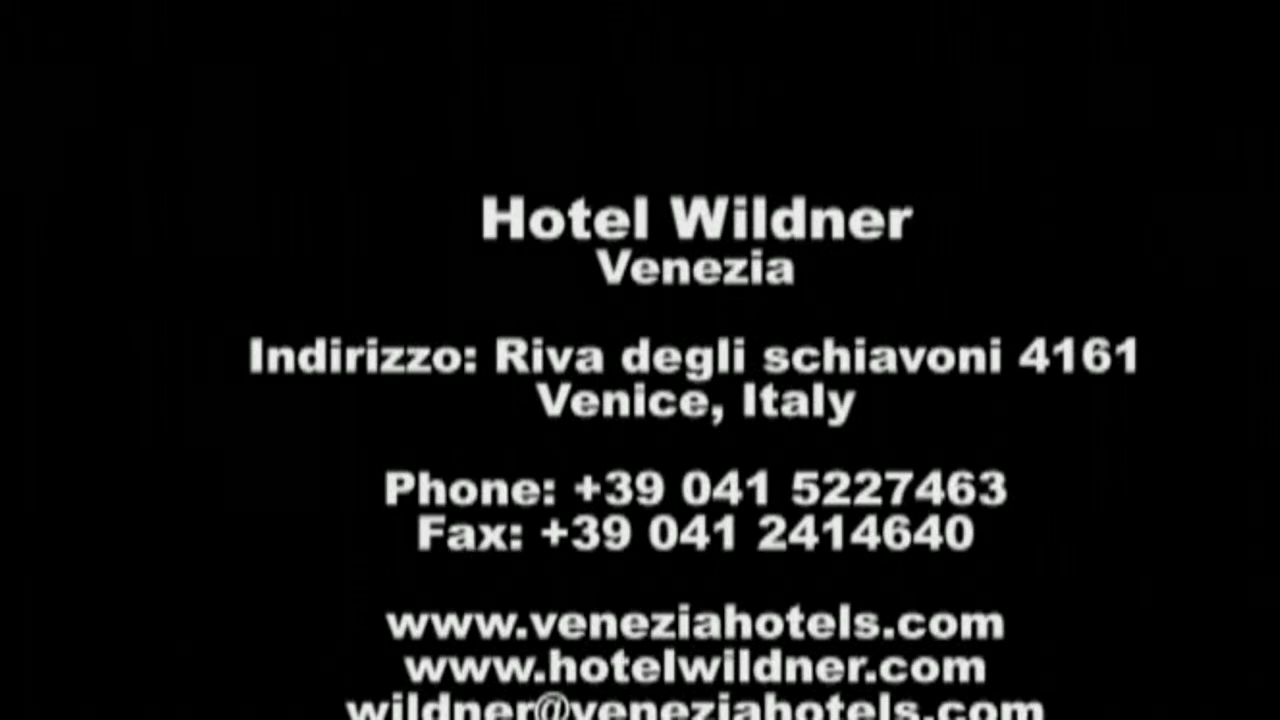 Hotel Wildner
Venezia
Indirizzo: Riva degli schiavoni 4161
Venice, Italy
Phone: +39 041 5227463
Fax: +39 041 2414640
www.veneziahotels.com
www.hotelwildner.com
wildner@veneziahotels.com